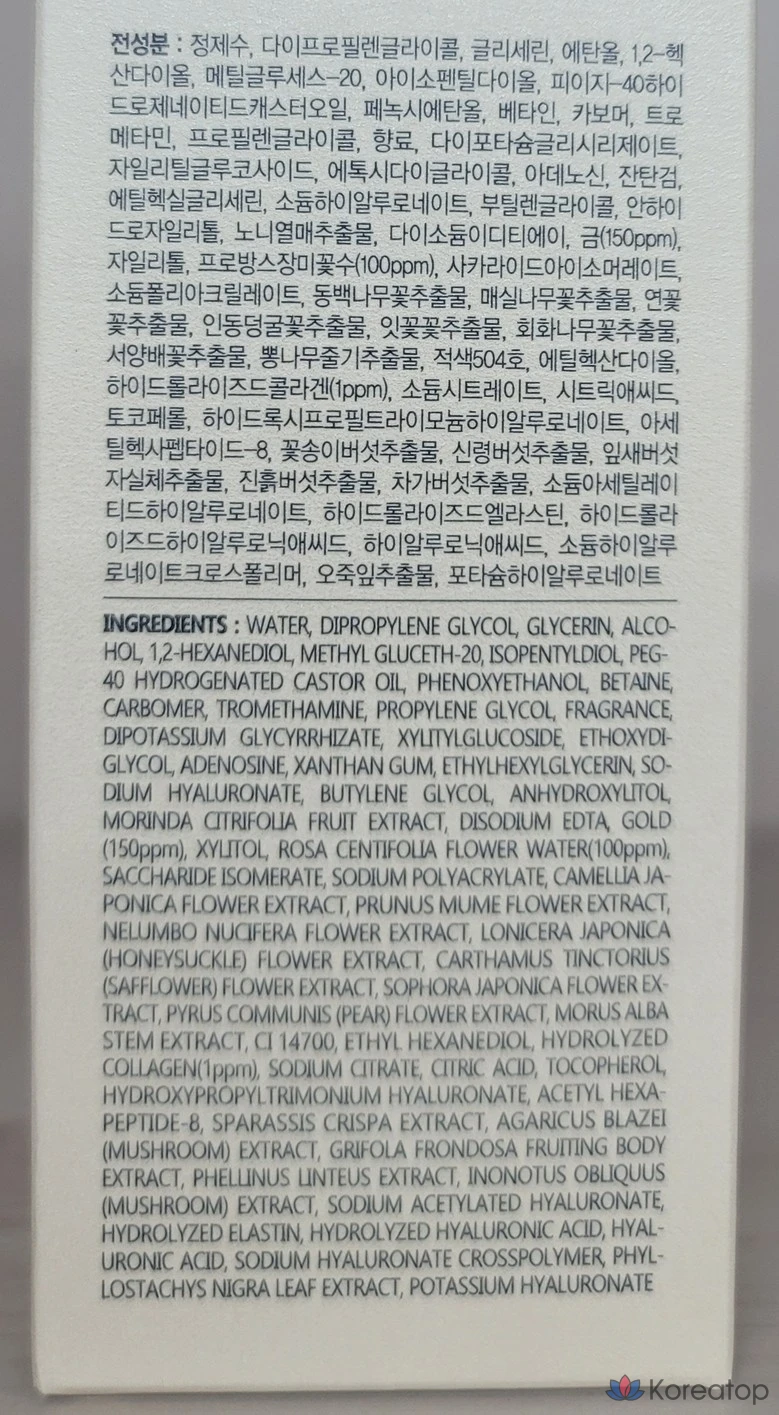 전성분 : 정제수, 다이프로필렌글라이콜, 글리세린, 에탄올, 1,2-헥
산다이올, 메틸글루세스-20, 아이소펜틸다이올, 피이지-40하이
드로제네이티드캐스터오일, 페녹시에탄올, 베타인, 카보머, 트로
메타민, 프로필렌글라이콜, 향료, 다이포타슘글리시리제이트,
자일리틸글루코사이드, 에톡시다이글라이콜, 아데노신, 잔탄검,
에틸헥실글리세린, 소듐하이알루로네이트, 부틸렌글라이콜, 안하이
드로자일리톨, 노니열매추출물, 다이소듐이디티에이, 금(150ppm),
자일리톨, 프로방스장미꽃수(100ppm), 사카라이드아이소머레이트,
소듐폴리아크릴레이트, 동백나무꽃추출물, 매실나무꽃추출물, 연꽃
꽃추출물, 인동덩굴꽃추출물, 잇꽃꽃추출물, 회화나무꽃추출물,
서양배꽃추출물, 뽕나무줄기추출물, 적색504호, 에틸헥산다이올,
하이드롤라이즈드콜라겐(1ppm), 소듐시트레이트, 시트릭애씨드,
토코페롤, 하이드록시프로필트라이모늄하이알루로네이트, 아세
틸헥사펩타이드-8, 꽃송이버섯추출물, 신령버섯추출물, 잎새버섯
자실체추출물, 진흙버섯추출물, 차가버섯추출물, 소듐아세틸레이
티드하이알루로네이트, 하이드롤라이즈드엘라스틴, 하이드롤라
이즈드하이알루로닉애씨드, 하이알루로닉애씨드, 소듐하이알루
로네이트크로스폴리머, 오죽잎추출물, 포타슘하이알루로네이트
INGREDIENTS : WATER, DIPROPYLENE GLYCOL, GLYCERIN, ALCO-
HOL, 1,2-HEXANEDIOL, METHYL GLUCETH-20, ISOPENTYLDIOL, PEG-
40 HYDROGENATED CASTOR OIL, PHENOXYETHANOL, BETAINE,
CARBOMER, TROMETHAMINE, PROPYLENE GLYCOL, FRAGRANCE,
DIPOTASSIUM GLYCYRRHIZATE, XYLITYLGLUCOSIDE, ETHOXYDI-
GLYCOL, ADENOSINE, XANTHAN GUM, ETHYLHEXYLGLYCERIN, SO-
DIUM HYALURONATE, BUTYLENE GLYCOL, ANHYDROXYLITOL,
MORINDA CITRIFOLIA FRUIT EXTRACT, DISODIUM EDTA, GOLD
(150ppm), XYLITOL, ROSA CENTIFOLIA FLOWER WATER(100ppm),
SACCHARIDE ISOMERATE, SODIUM POLYACRYLATE, CAMELLIA JA-
PONICA FLOWER EXTRACT, PRUNUS MUME FLOWER EXTRACT,
NELUMBO NUCIFERA FLOWER EXTRACT, LONICERA JAPONICA
(HONEYSUCKLE) FLOWER EXTRACT, CARTHAMUS TINCTORIUS
(SAFFLOWER) FLOWER EXTRACT, SOPHORA JAPONICA FLOWER EX-
TRACT, PYRUS COMMUNIS (PEAR) FLOWER EXTRACT, MORUS ALBA
STEM EXTRACT, CI 14700, ETHYL HEXANEDIOL, HYDROLYZED
COLLAGEN(1ppm), SODIUM CITRATE, CITRIC ACID, TOCOPHEROL,
HYDROXYPROPYLTRIMONIUM HYALURONATE, ACETYL HEXA-
PEPTIDE-8, SPARASSIS CRISPA EXTRACT, AGARICUS BLAZEI
(MUSHROOM) EXTRACT, GRIFOLA FRONDOSA FRUITING BODY
EXTRACT, PHELLINUS LINTEUS EXTRACT, INONOTUS OBLIQUUS
(MUSHROOM) EXTRACT, SODIUM ACETYLATED HYALURONATE,
HYDROLYZED ELASTIN, HYDROLYZED HYALURONIC ACID, HYAL-
URONIC ACID, SODIUM HYALURONATE CROSSPOLYMER, PHYL-
LOSTACHYS NIGRA LEAF EXTRACT, POTASSIUM HYALURONATE
Koreatop